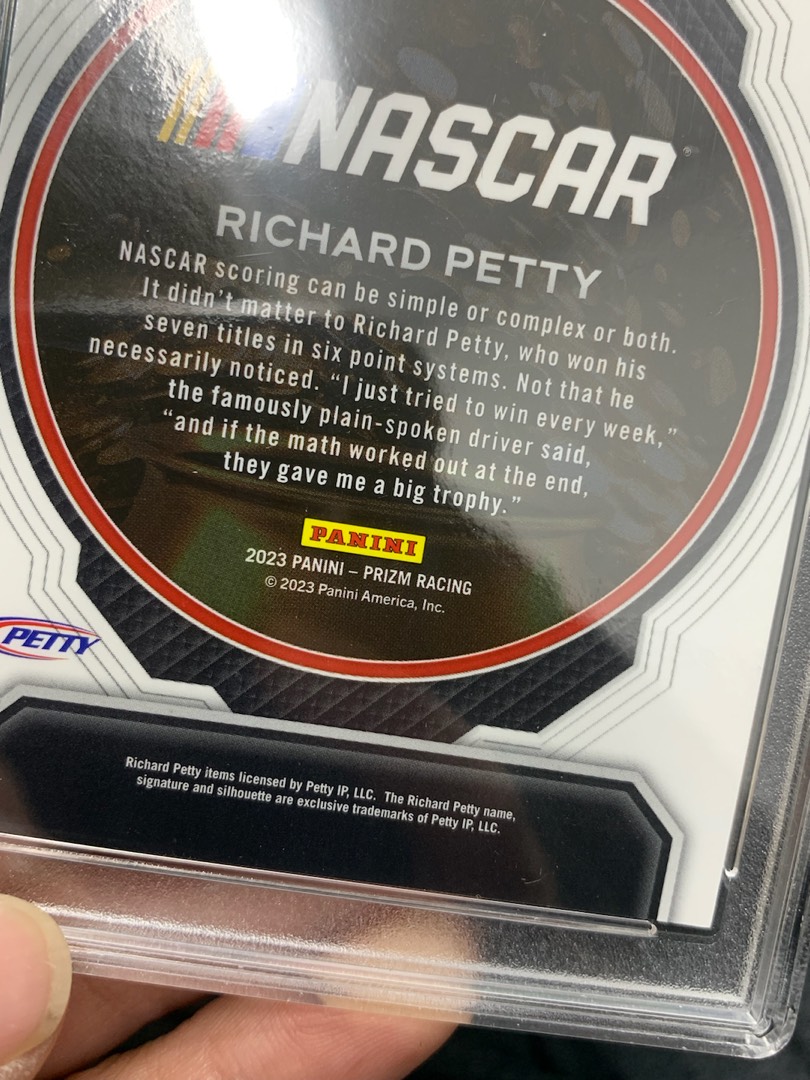 NASCAR
RICHARD PETTY
NASCAR scoring can be simple or complex or both.
It didn't matter to Richard Petty, who won his
seven titles in six point systems. Not that he
necessarily noticed. "I just tried to win every week,"
the famously plain-spoken driver said,
"and if the math worked out at the end,
they gave me a big trophy."
PANINI
2023 PANINI – PRIZM RACING
© 2023 Panini America, Inc.
PETTY
Richard Petty items licensed by Petty IP, LLC. The Richard Petty name,
signature and silhouette are exclusive trademarks of Petty IP, LLC.